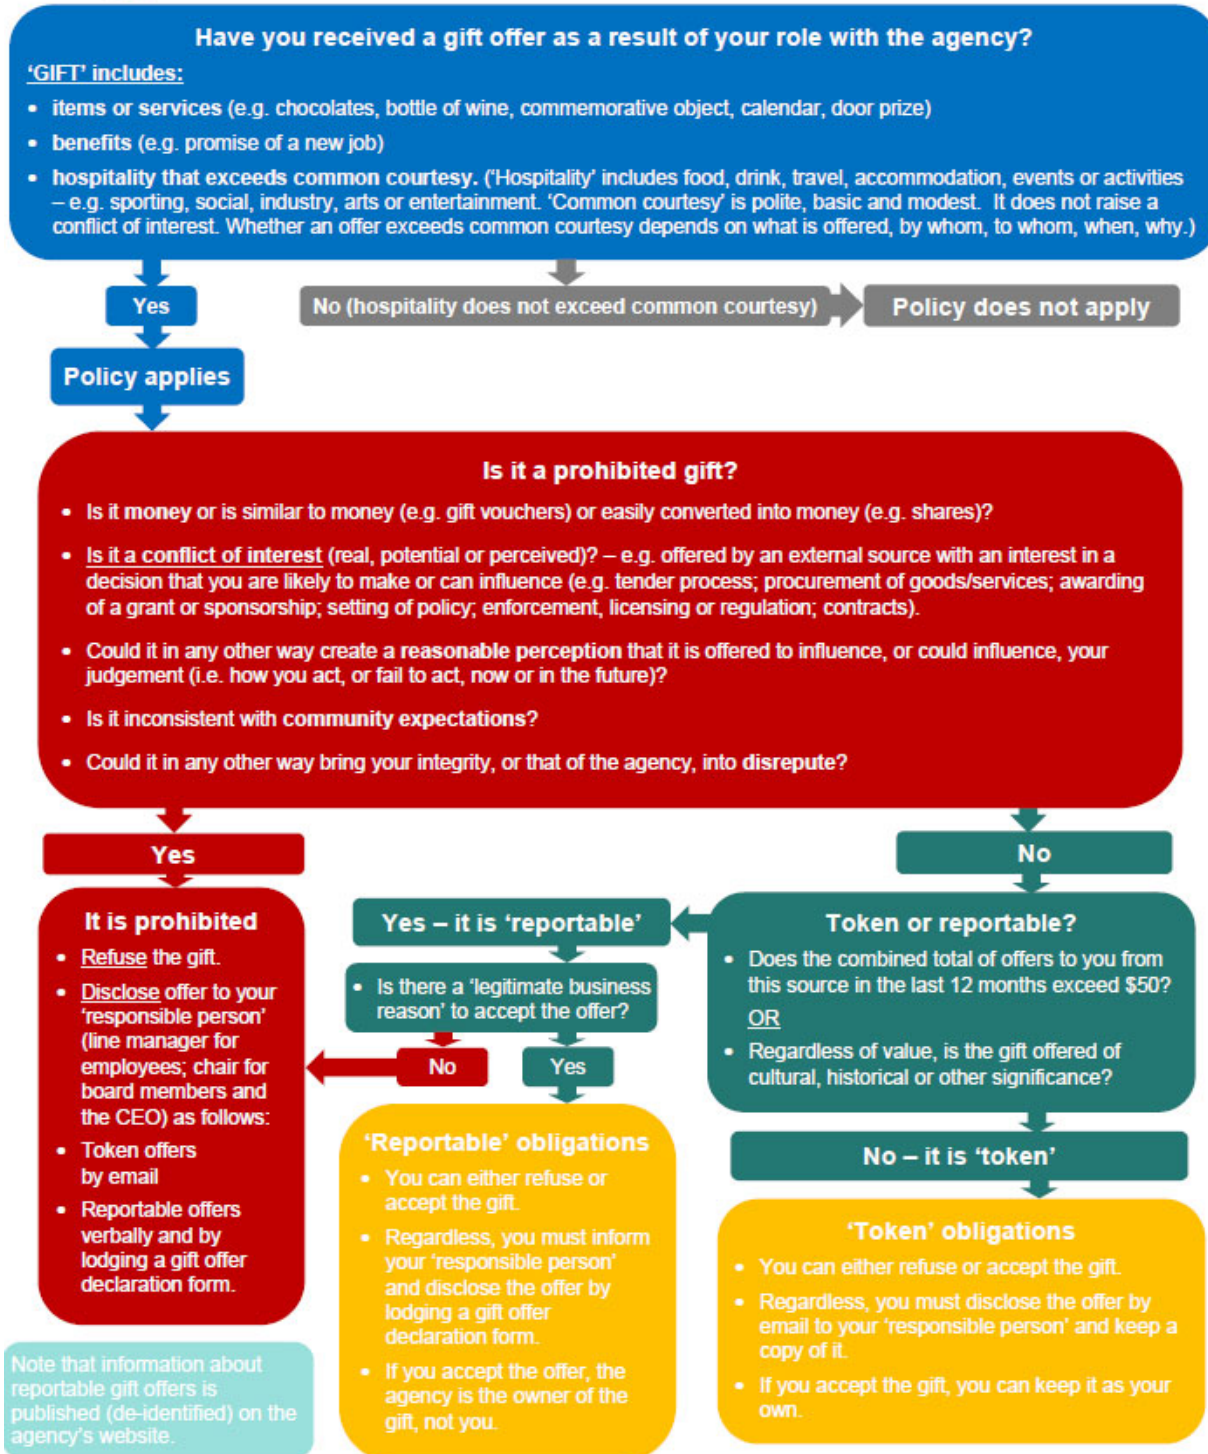 Have you received a gift offer as a result of your role with the agency?
‘GIFT’ includes:
• items or services (e.g. chocolates, bottle of wine, commemorative object, calendar, door prize)
• benefits (e.g. promise of a new job)
• hospitality that exceeds common courtesy. (‘Hospitality’ includes food, drink, travel, accommodation, events or activities
– e.g. sporting, social, industry, arts or entertainment. ‘Common courtesy’ is polite, basic and modest. It does not raise a
conflict of interest. Whether an offer exceeds common courtesy depends on what is offered, by whom, to whom, when, why.)
Yes
No (hospitality does not exceed common courtesy)
Policy does not apply
Policy applies
Is it a prohibited gift?
• Is it money or is similar to money (e.g. gift vouchers) or easily converted into money (e.g. shares)?
• Is it a conflict of interest (real, potential or perceived)? – e.g. offered by an external source with an interest in a
decision that you are likely to make or can influence (e.g. tender process; procurement of goods/services; awarding
of a grant or sponsorship; setting of policy; enforcement, licensing or regulation; contracts).
• Could it in any other way create a reasonable perception that it is offered to influence, or could influence, your
judgement (i.e. how you act, or fail to act, now or in the future)?
• Is it inconsistent with community expectations?
• Could it in any other way bring your integrity, or that of the agency, into disrepute?
Yes
No
It is prohibited
• Refuse the gift.
• Disclose offer to your
‘responsible person’
(line manager for
employees; chair for
board members and
the CEO) as follows:
• Token offers
by email
• Reportable offers
verbally and by
lodging a gift offer
declaration form.
Yes – it is ‘reportable’
• Is there a ‘legitimate business
reason’ to accept the offer?
No
Yes
Token or reportable?
• Does the combined total of offers to you from
this source in the last 12 months exceed $50?
OR
• Regardless of value, is the gift offered of
cultural, historical or other significance?
No – it is ‘token’
‘Reportable’ obligations
• You can either refuse or
accept the gift.
• Regardless, you must inform
your ‘responsible person’
and disclose the offer by
lodging a gift offer
declaration form.
• If you accept the offer, the
agency is the owner of the
gift, not you.
‘Token’ obligations
• You can either refuse or accept the gift.
• Regardless, you must disclose the offer by
email to your ‘responsible person’ and keep a
copy of it.
• If you accept the gift, you can keep it as your
own.
Note that information about
reportable gift offers is
published (de-identified) on the
agency’s website.